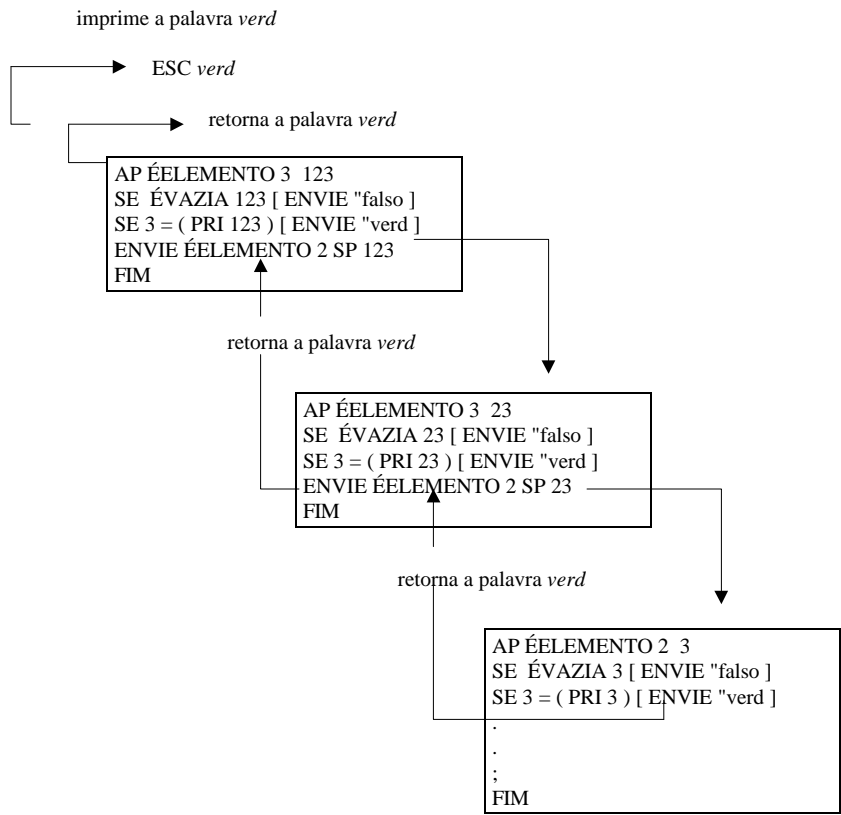 imprime a palavra verd
ESC verd
retorna a palavra verd
AP ÉELEMENTO 3 123
SE ÉVAZIA 123 [ ENVIE "falso ]
SE 3 = ( PRI 123 ) [ ENVIE "verd ]
ENVIE ÉELEMENTO 2 SP 123
FIM
retorna a palavra verd
AP ÉELEMENTO 3 23
SE ÉVAZIA 23 [ ENVIE "falso ]
SE 3 = ( PRI 23 ) [ ENVIE "verd ]
ENVIE ÉELEMENTO 2 SP 23
FIM
retorna a palavra verd
AP ÉELEMENTO 2 3
SE ÉVAZIA 3 [ ENVIE "falso ]
SE 3 = ( PRI 3 ) [ ENVIE "verd ]
.
.
;
FIM